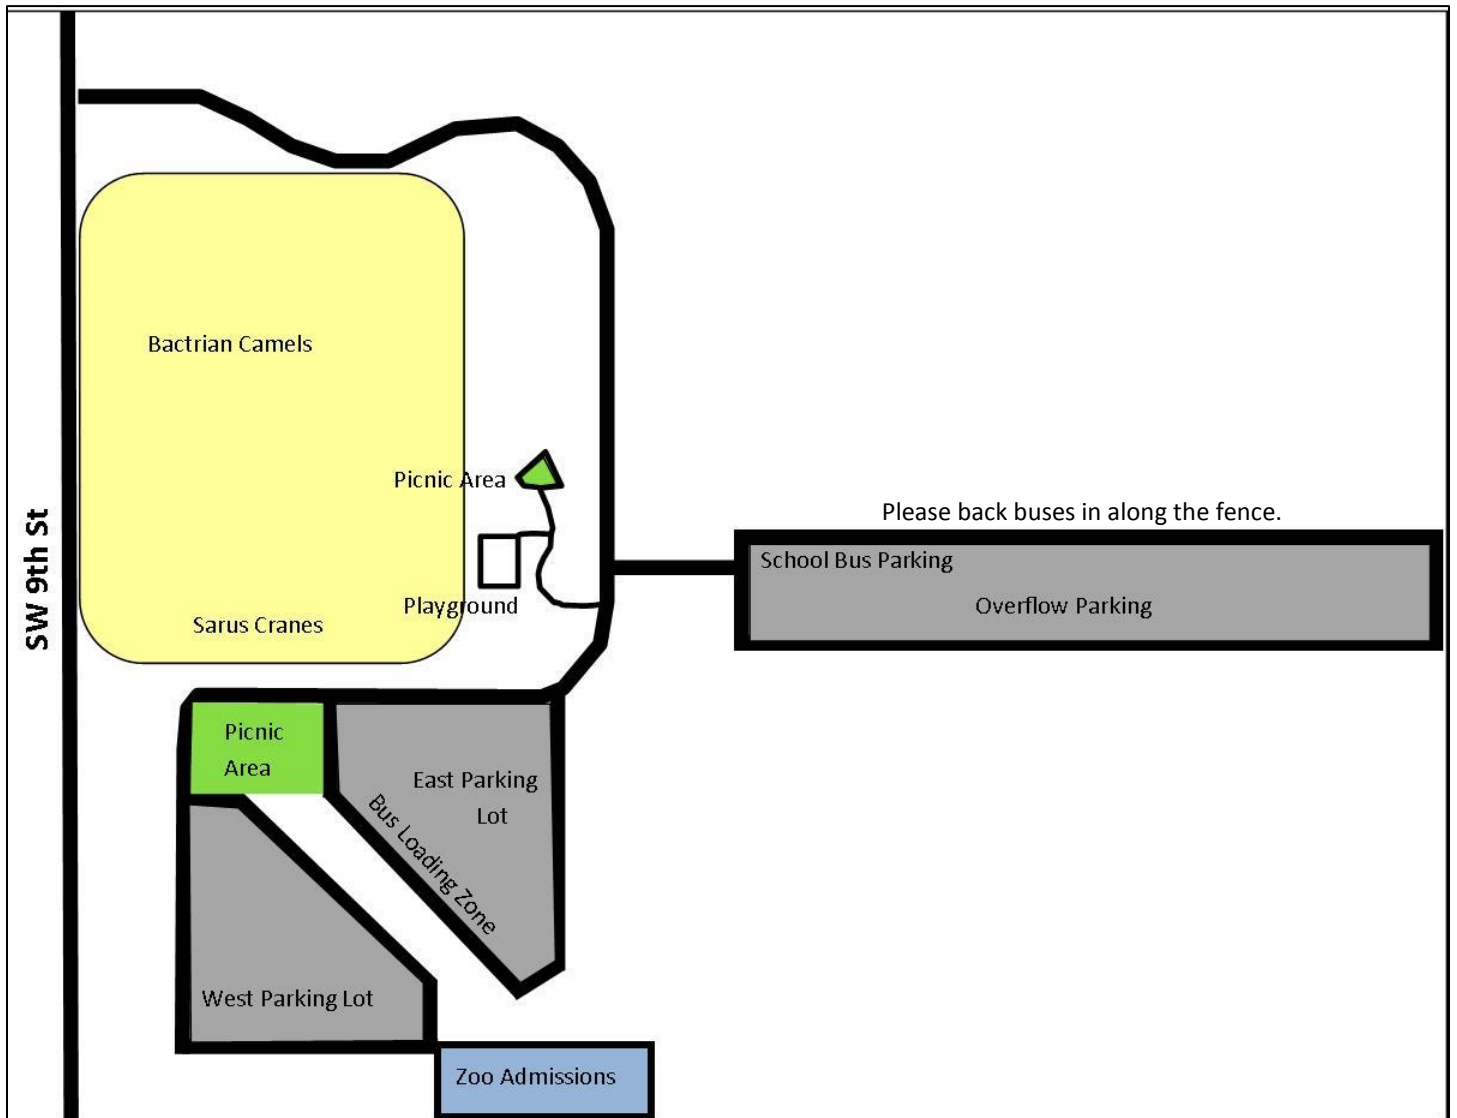 Bactrian Camels
Picnic Area
Please back buses in along the fence.
SW 9th St
School Bus Parking
Overflow Parking
Playground
Sarus Cranes
Picnic
Area
East Parking
Lot
Bus Loading Zone
West Parking Lot
Zoo Admissions